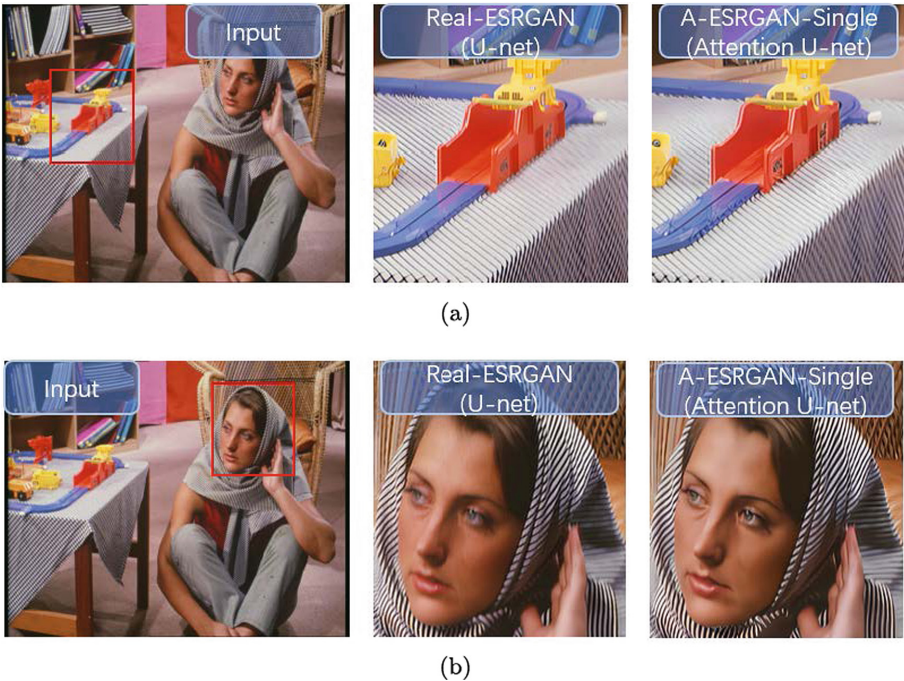 Input
Real-ESRGAN
(U-net)
A-ESRGAN-Single
(Attention U-net)
(a)
Input
Real-ESRGAN
(U-net)
A-ESRGAN-Single
(Attention U-net)
(b)